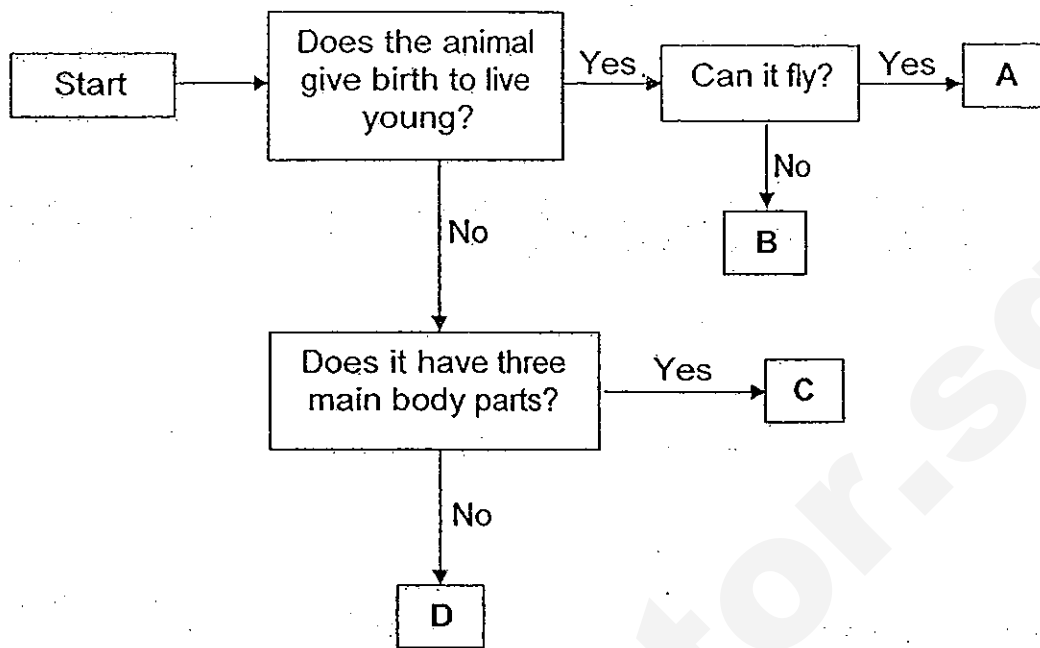 Start
Does the animal
give birth to live
young?
Yes
Can it fly?
Yes
A
No
B
No
Does it have three
main body parts?
Yes
C
No
D